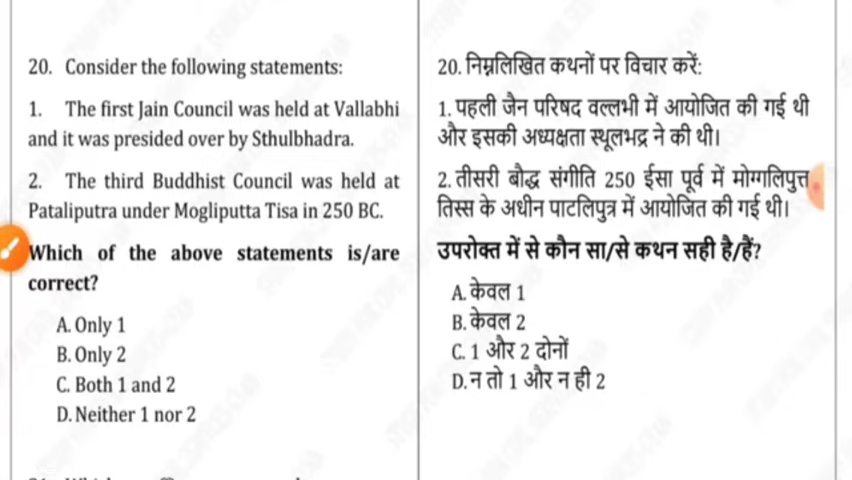 20. Consider the following statements:
1. The first Jain Council was held at Vallabhi
and it was presided over by Sthulbhadra.
2. The third Buddhist Council was held at
Pataliputra under Mogliputta Tisa in 250 BC.
Which of the above statements is/are
correct?
A. Only 1
B. Only 2
C. Both 1 and 2
D. Neither 1 nor 2
20. निम्नलिखित कथनों पर विचार करें:
1. पहली जैन परिषद वल्लभी में आयोजित की गई थी
और इसकी अध्यक्षता स्थूलभद्र ने की थी।
2. तीसरी बौद्ध संगीति 250 ईसा पूर्व में मोग्गलिपुत्त
तिस्स के अधीन पाटलिपुत्र में आयोजित की गई थी।
उपरोक्त में से कौन सा/से कथन सही है/हैं?
A. केवल 1
B. केवल 2
C. 1 और 2 दोनों
D. न तो 1 और न ही 2